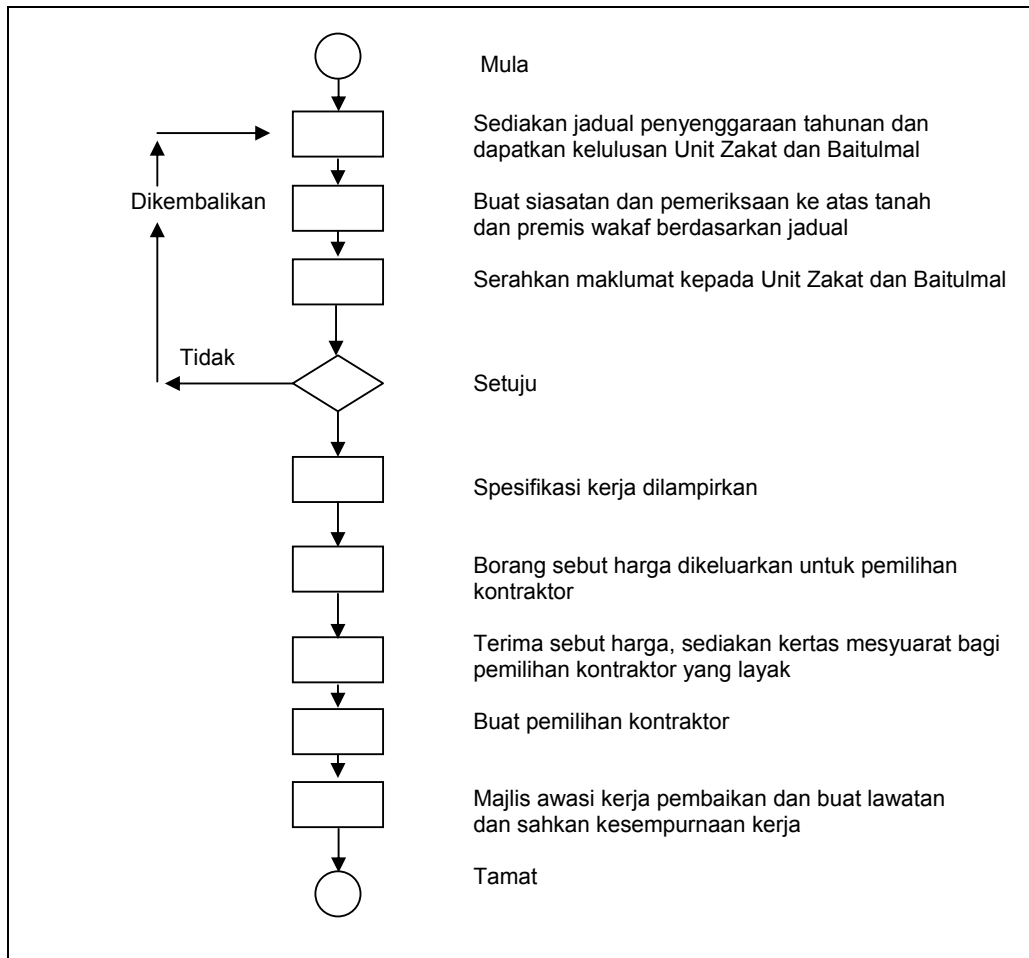 Mula
Sediakan jadual penyenggaraan tahunan dan
dapatkan kelulusan Unit Zakat dan Baitulmal
Dikembalikan
Buat siasatan dan pemeriksaan ke atas tanah
dan premis wakaf berdasarkan jadual
Serahkan maklumat kepada Unit Zakat dan Baitulmal
Tidak
Setuju
Spesifikasi kerja dilampirkan
Borang sebut harga dikeluarkan untuk pemilihan
kontraktor
Terima sebut harga, sediakan kertas mesyuarat bagi
pemilihan kontraktor yang layak
Buat pemilihan kontraktor
Majlis awasi kerja pembaikan dan buat lawatan
dan sahkan kesempurnaan kerja
Tamat